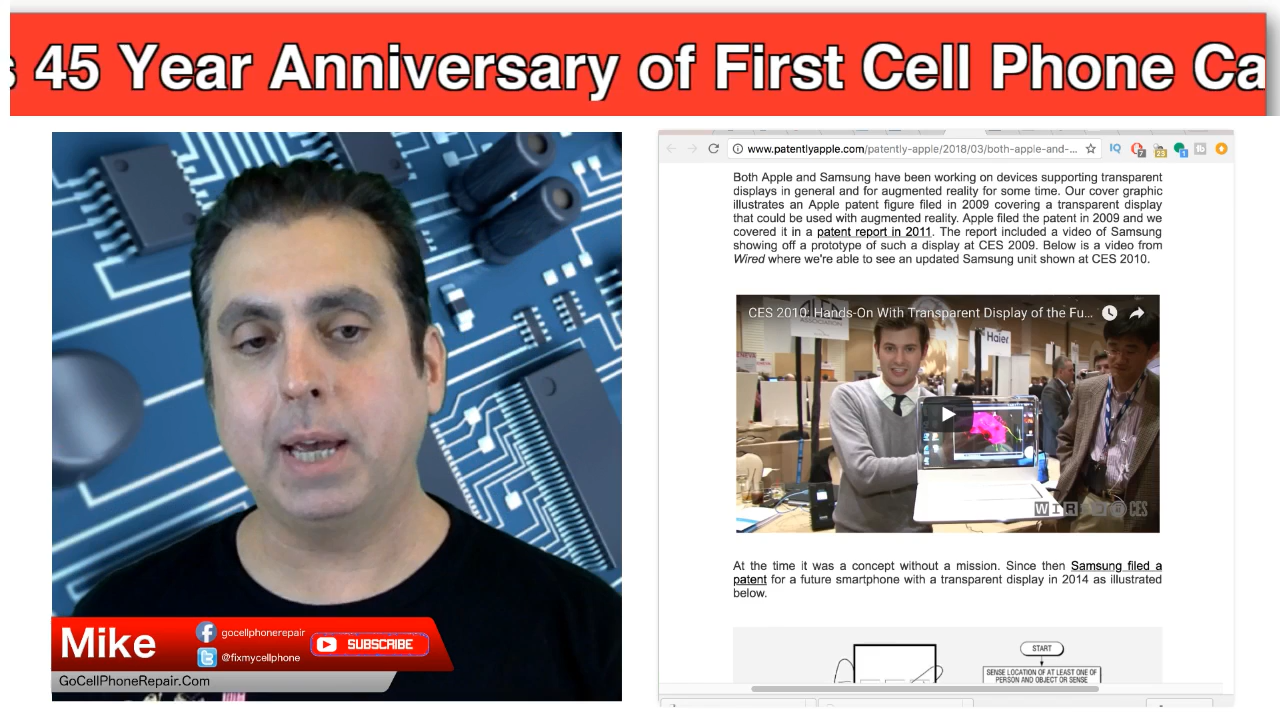 45 Year Anniversary of First Cell Phone Ca
Mike
gocellphonerepair
@fixmycellphone
SUBSCRIBE
GoCellPhoneRepair.Com
www.patentlyapple.com/patently-apple/2018/03/both-apple-and-...
Both Apple and Samsung have been working on devices supporting transparent
displays in general and for augmented reality for some time. Our cover graphic
illustrates an Apple patent figure filed in 2009 covering a transparent display
that could be used with augmented reality. Apple filed the patent in 2009 and we
covered it in a patent report in 2011. The report included a video of Samsung
showing off a prototype of such a display at CES 2009. Below is a video from
Wired where we're able to see an updated Samsung unit shown at CES 2010.
CES 2010: Hands-On With Transparent Display of the Fu...
Haier
WIRED CES
At the time it was a concept without a mission. Since then Samsung filed a
patent for a future smartphone with a transparent display in 2014 as illustrated
below.
START
SENSE LOCATION OF AT LEAST ONE OF
PERSON AND OBJECT OR SENSE